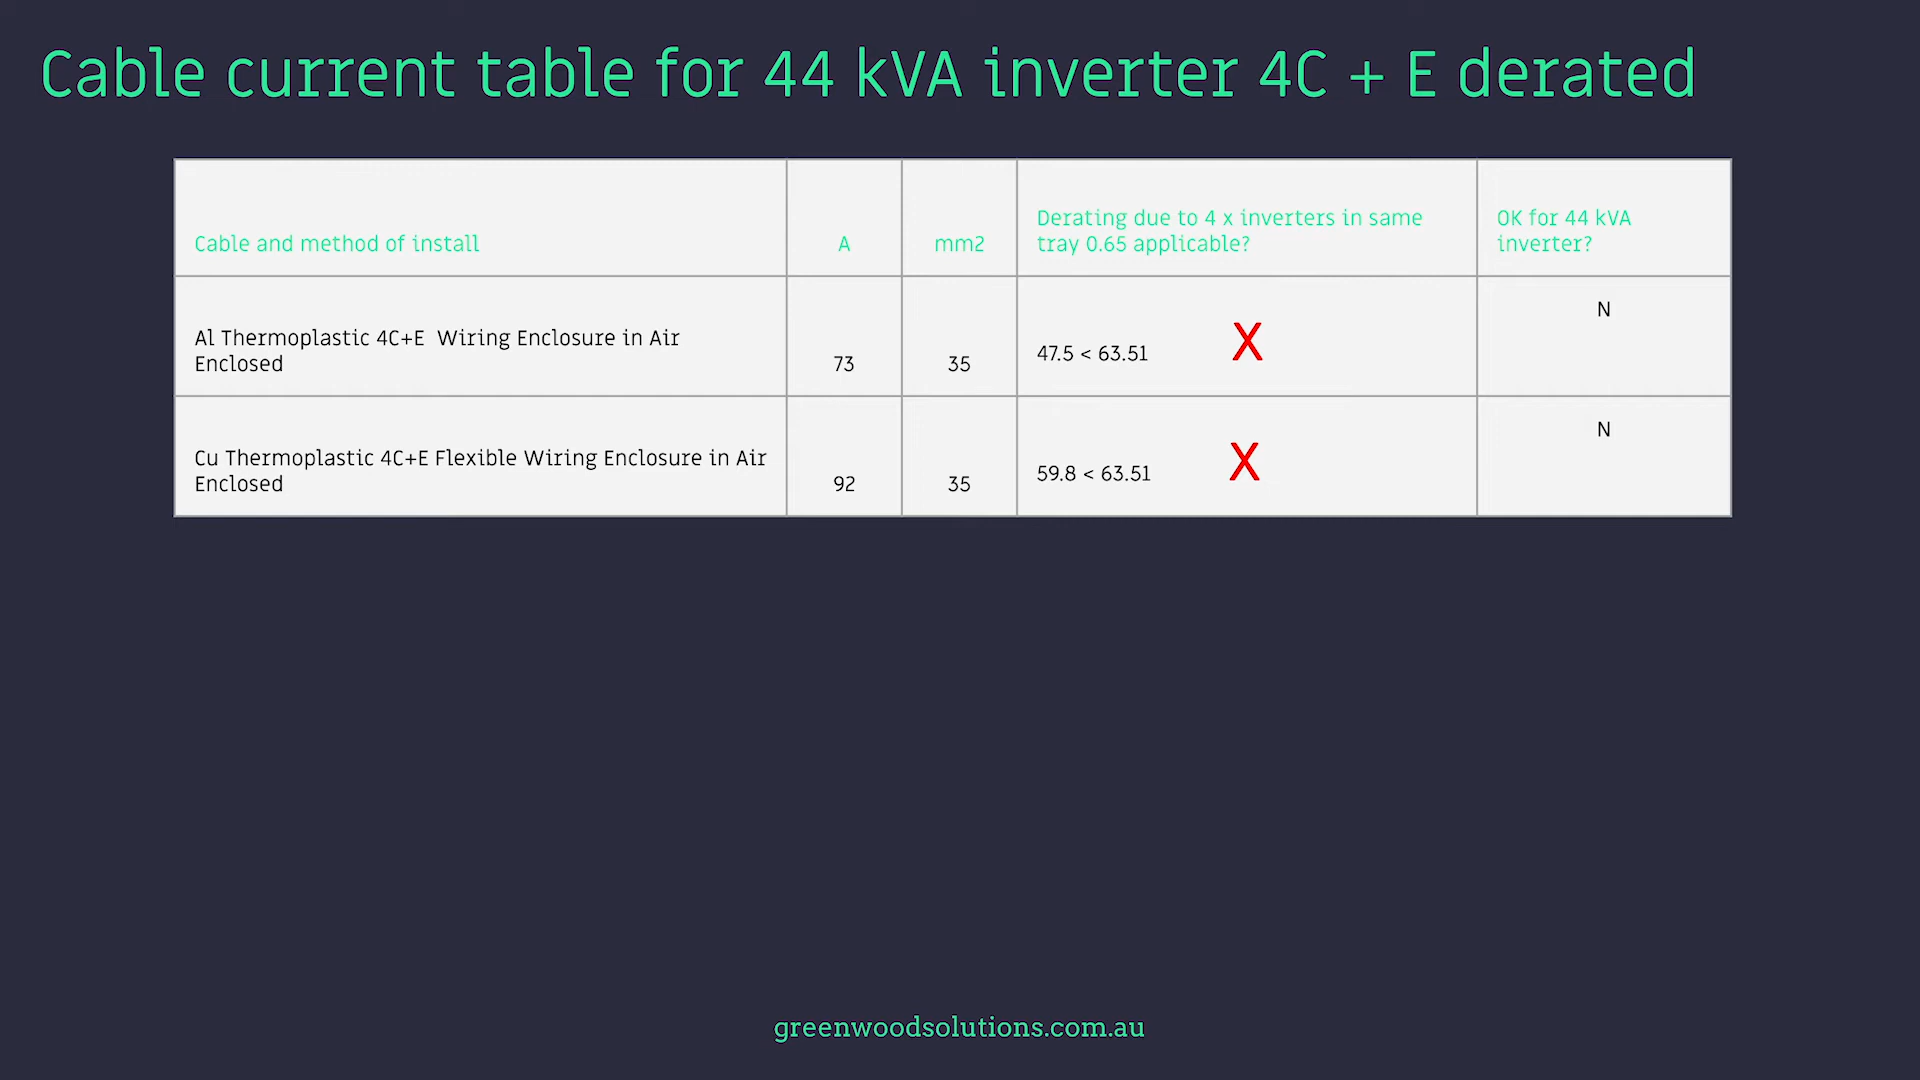 Cable current table for 44 kVA inverter 4C + E derated
Cable and method of install
A
mm2
Derating due to 4 x inverters in same
tray 0.65 applicable?
OK for 44 kVA
inverter?
Al Thermoplastic 4C+E  Wiring Enclosure in Air
Enclosed
73
35
47.5 < 63.51
X
N
Cu Thermoplastic 4C+E Flexible Wiring Enclosure in Air
Enclosed
92
35
59.8 < 63.51
X
N
greenwoodsolutions.com.au